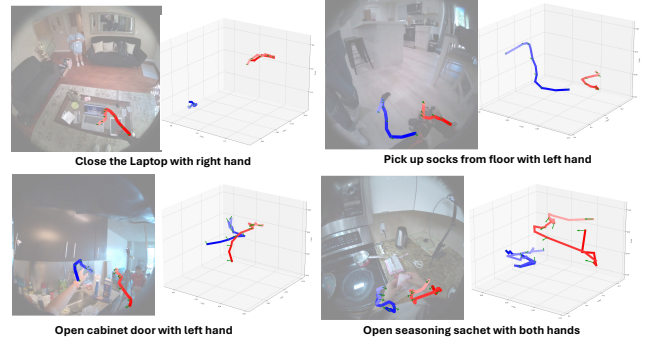 Close the Laptop with right hand
Pick up socks from floor with left hand
Open cabinet door with left hand
Open seasoning sachet with both hands